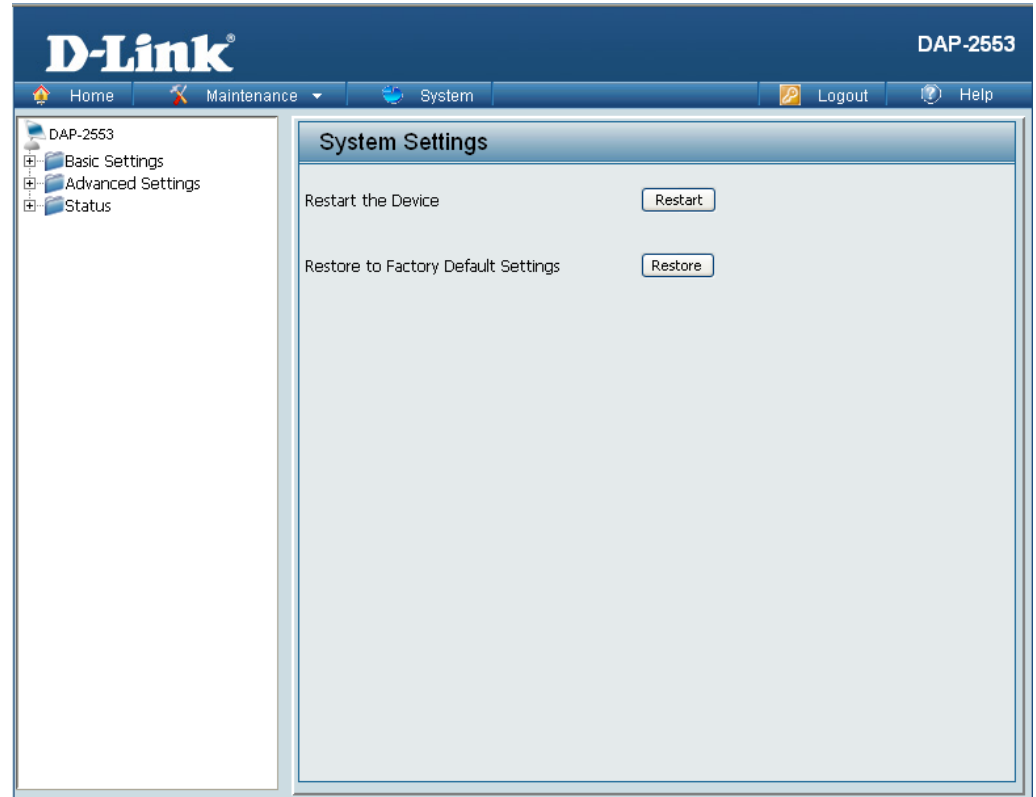 D-Link®
DAP-2553
Home Maintenance System Logout Help
DAP-2553
Basic Settings
Advanced Settings
Status
System Settings
Restart the Device Restart
Restore to Factory Default Settings Restore